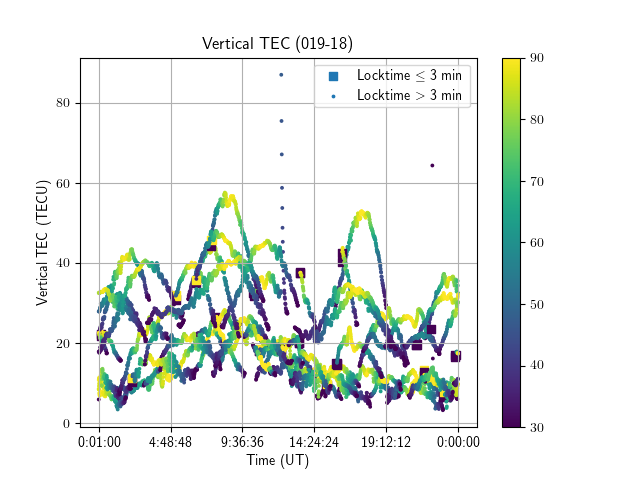 Vertical TEC (019-18)
Locktime ≤ 3 min
Locktime > 3 min
Vertical TEC (TECU)
80
60
40
20
0
0:01:00 4:48:48 9:36:36 14:24:24 19:12:12 0:00:00
Time (UT)
90
80
70
60
50
40
30